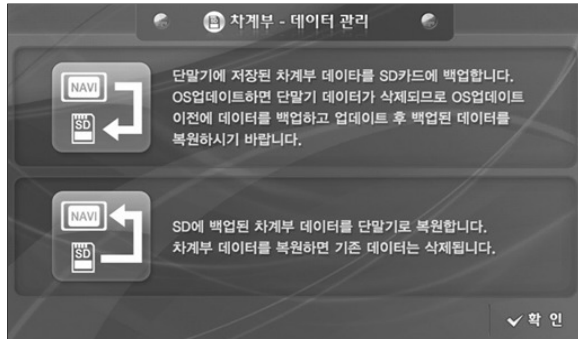 차계부 - 데이터 관리
NAVI
SD
단말기에 저장된 차계부 데이타를 SD카드에 백업합니다.
OS업데이트하면 단말기 데이터가 삭제되므로 OS업데이트
이전에 데이터를 백업하고 업데이트 후 백업된 데이터를
복원하시기 바랍니다.
NAVI
SD
SD에 백업된 차계부 데이터를 단말기로 복원합니다.
차계부 데이터를 복원하면 기존 데이터는 삭제됩니다.
확 인